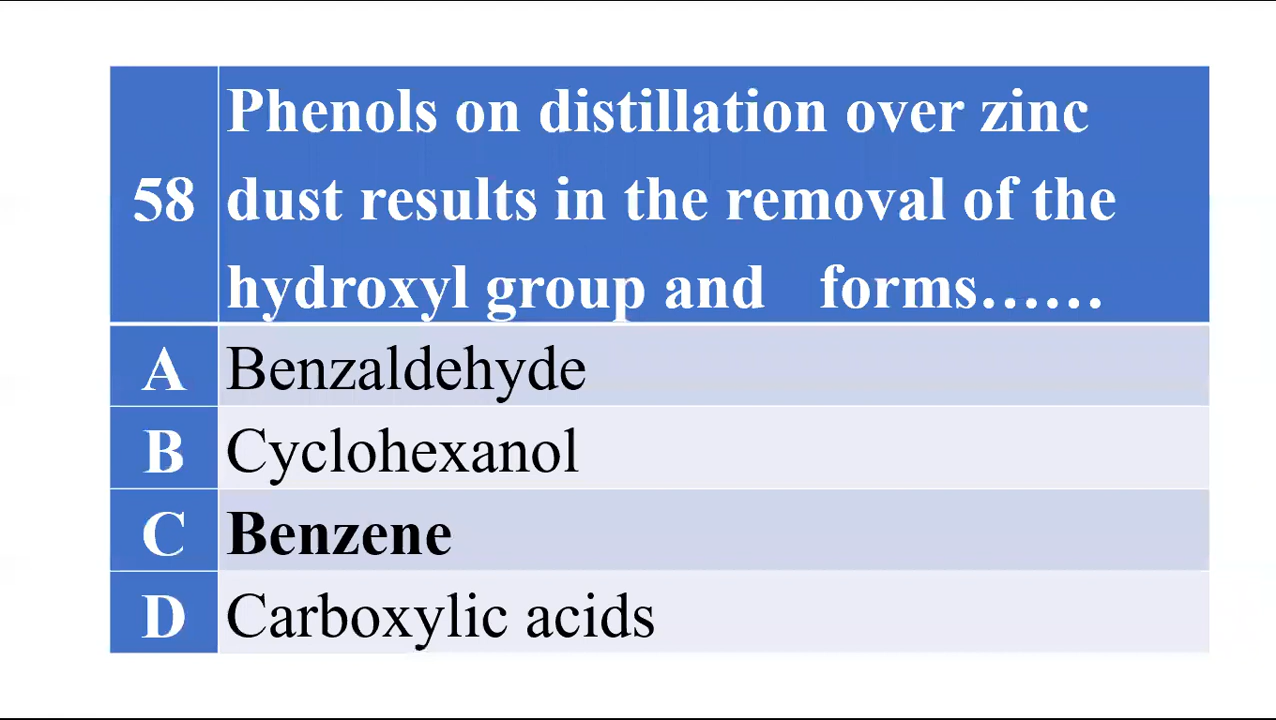 58
Phenols on distillation over zinc
dust results in the removal of the
hydroxyl group and forms……
A Benzaldehyde
B Cyclohexanol
C Benzene
D Carboxylic acids